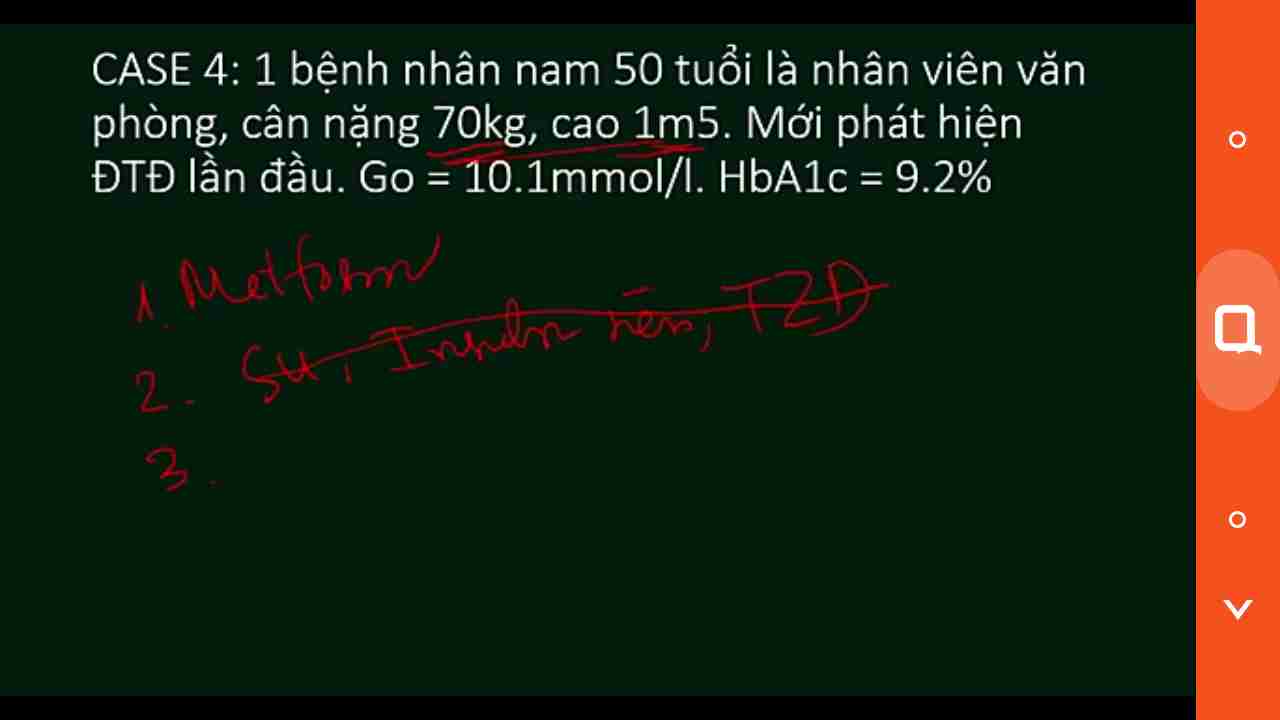 CASE 4: 1 bệnh nhân nam 50 tuổi là nhân viên văn
phòng, cân nặng 70kg, cao 1m5. Mới phát hiện
ĐTĐ lần đầu. Go = 10.1mmol/l. HbA1c = 9.2%
1. Metformin
2. SU, Insulin nền, TZD
3.